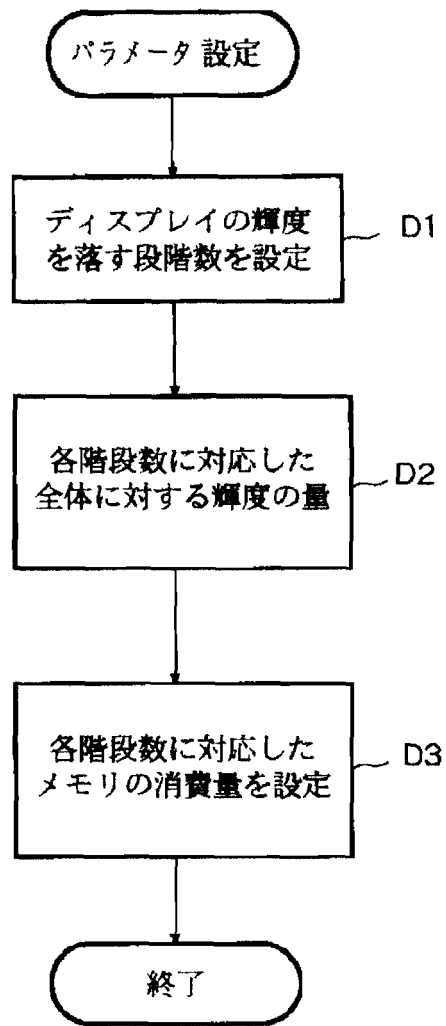 パラメータ 設定
ディスプレイの輝度
を落す段階数を設定
D1
各階段数に対応した
全体に対する輝度の量
D2
各階段数に対応した
メモリの消費量を設定
D3
終了